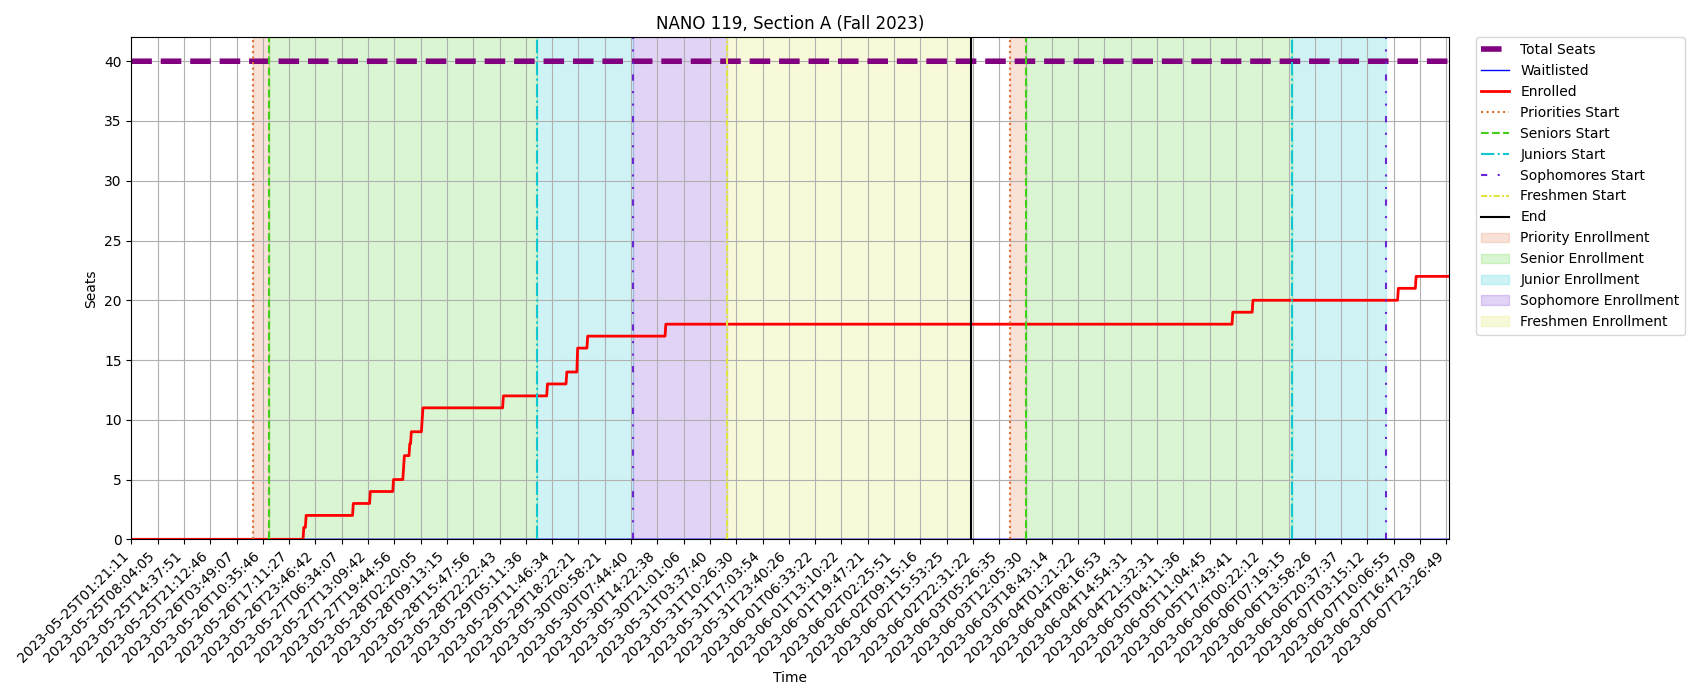 NANO 119, Section A (Fall 2023)
Seats
40
35
30
25
20
15
10
5
0
2023-05-25T01:21:11
2023-05-25T08:04:05
2023-05-25T14:37:51
2023-05-25T21:12:46
2023-05-26T03:49:07
2023-05-26T10:35:46
2023-05-26T17:11:27
2023-05-26T23:46:42
2023-05-27T06:34:07
2023-05-27T13:09:42
2023-05-27T19:44:56
2023-05-28T02:20:05
2023-05-28T09:13:15
2023-05-28T15:47:56
2023-05-28T22:22:43
2023-05-29T05:11:36
2023-05-29T11:46:34
2023-05-29T18:22:21
2023-05-30T00:58:21
2023-05-30T07:44:40
2023-05-30T14:22:38
2023-05-30T21:01:06
2023-05-31T03:37:40
2023-05-31T10:26:30
2023-05-31T17:03:54
2023-05-31T23:40:26
2023-06-01T06:33:22
2023-06-01T13:10:22
2023-06-01T19:47:21
2023-06-02T02:25:51
2023-06-02T09:15:16
2023-06-02T15:53:25
2023-06-02T22:31:22
2023-06-03T05:26:35
2023-06-03T12:05:30
2023-06-03T18:43:14
2023-06-04T01:21:22
2023-06-04T08:16:53
2023-06-04T14:54:31
2023-06-04T21:32:31
2023-06-05T04:11:36
2023-06-05T11:04:45
2023-06-05T17:43:41
2023-06-06T00:22:12
2023-06-06T07:19:15
2023-06-06T13:58:26
2023-06-06T20:37:37
2023-06-07T03:15:12
2023-06-07T10:06:55
2023-06-07T16:47:09
2023-06-07T23:26:49
Time
Total Seats
Waitlisted
Enrolled
Priorities Start
Seniors Start
Juniors Start
Sophomores Start
Freshmen Start
End
Priority Enrollment
Senior Enrollment
Junior Enrollment
Sophomore Enrollment
Freshmen Enrollment